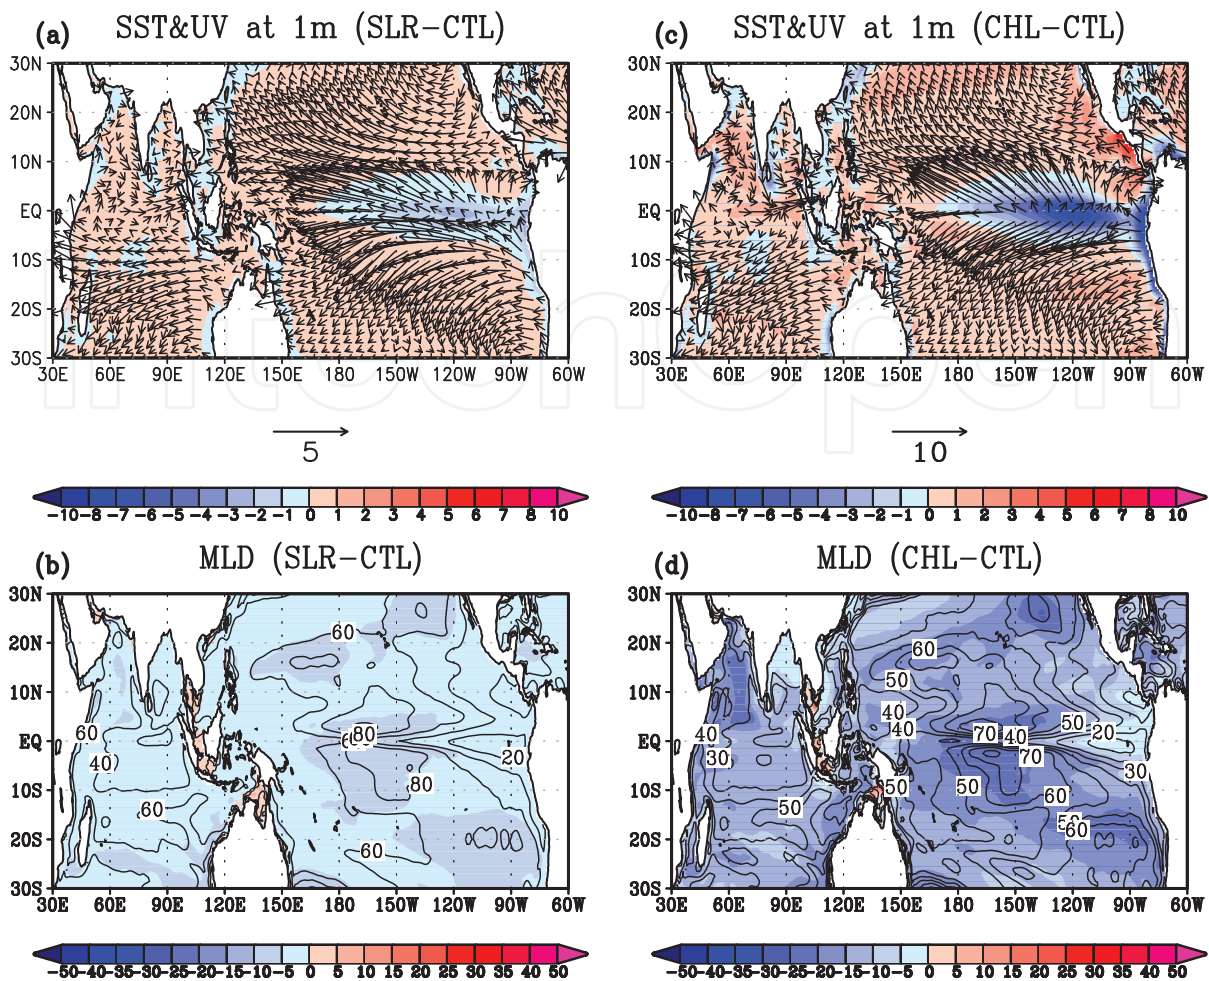 (a) SST&UV at 1m (SLR−CTL)
30N
20N
10N
EQ
10S
20S
30S
30E 60E 90E 120E 150E 180 150W 120W 90W 60W
5
−10 −8 −7 −6 −5 −4 −3 −2 −1 0 1 2 3 4 5 6 7 8 10
(c) SST&UV at 1m (CHL−CTL)
30N
20N
10N
EQ
10S
20S
30S
30E 60E 90E 120E 150E 180 150W 120W 90W 60W
10
−10 −8 −7 −6 −5 −4 −3 −2 −1 0 1 2 3 4 5 6 7 8 10
(b) MLD (SLR−CTL)
30N
20N
10N
EQ
10S
20S
30S
60
60
80
40
20
80
60
60
30E 60E 90E 120E 150E 180 150W 120W 90W 60W
−50 −40 −35 −30 −25 −20 −15 −10 −5 0 5 10 15 20 25 30 35 40 50
(d) MLD (CHL−CTL)
30N
20N
10N
EQ
10S
20S
30S
60
50
40
50
40
40
70
40
20
30
70
30
50
50
60
50
60
30E 60E 90E 120E 150E 180 150W 120W 90W 60W
−50 −40 −35 −30 −25 −20 −15 −10 −5 0 5 10 15 20 25 30 35 40 50
intechopen